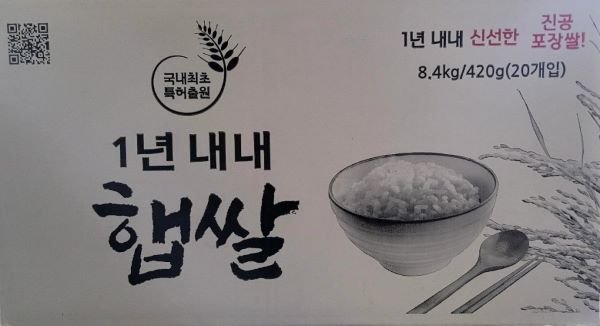 국내최초
특허출원
1년 내내
햅쌀
1년 내내 신선한 진공
포장쌀!
8.4kg/420g(20개입)